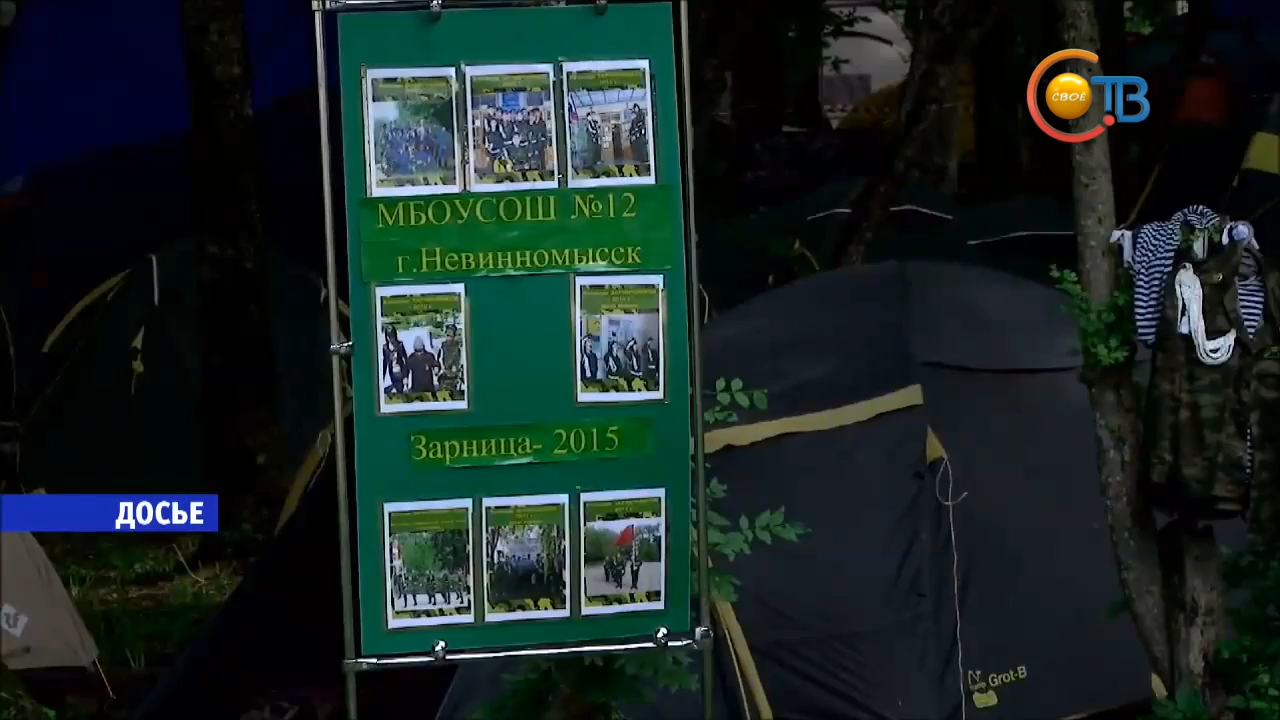 СВОЁ
ТВ
МБОУСОШ №12
г.Невинномысск
Зарница- 2015
ДОСЬЕ
Grot-B